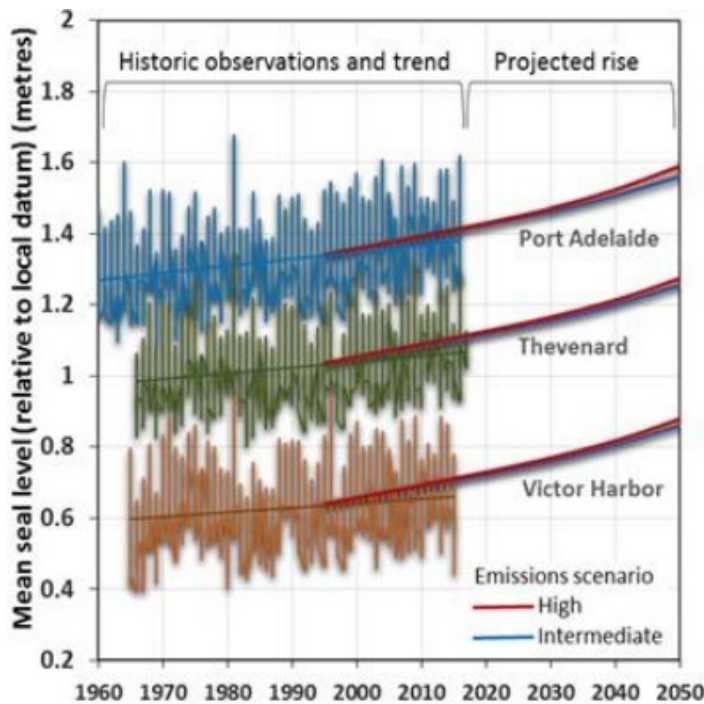 2
Historic observations and trend
Projected rise
1.8
1.6
1.4
Port Adelaide
1.2
Thevenard
1
0.8
Victor Harbor
0.6
Emissions scenario
0.4
High
Intermediate
0.2
1960 1970 1980 1990 2000 2010 2020 2030 2040 2050
Mean seal level (relative to local datum) (metres)